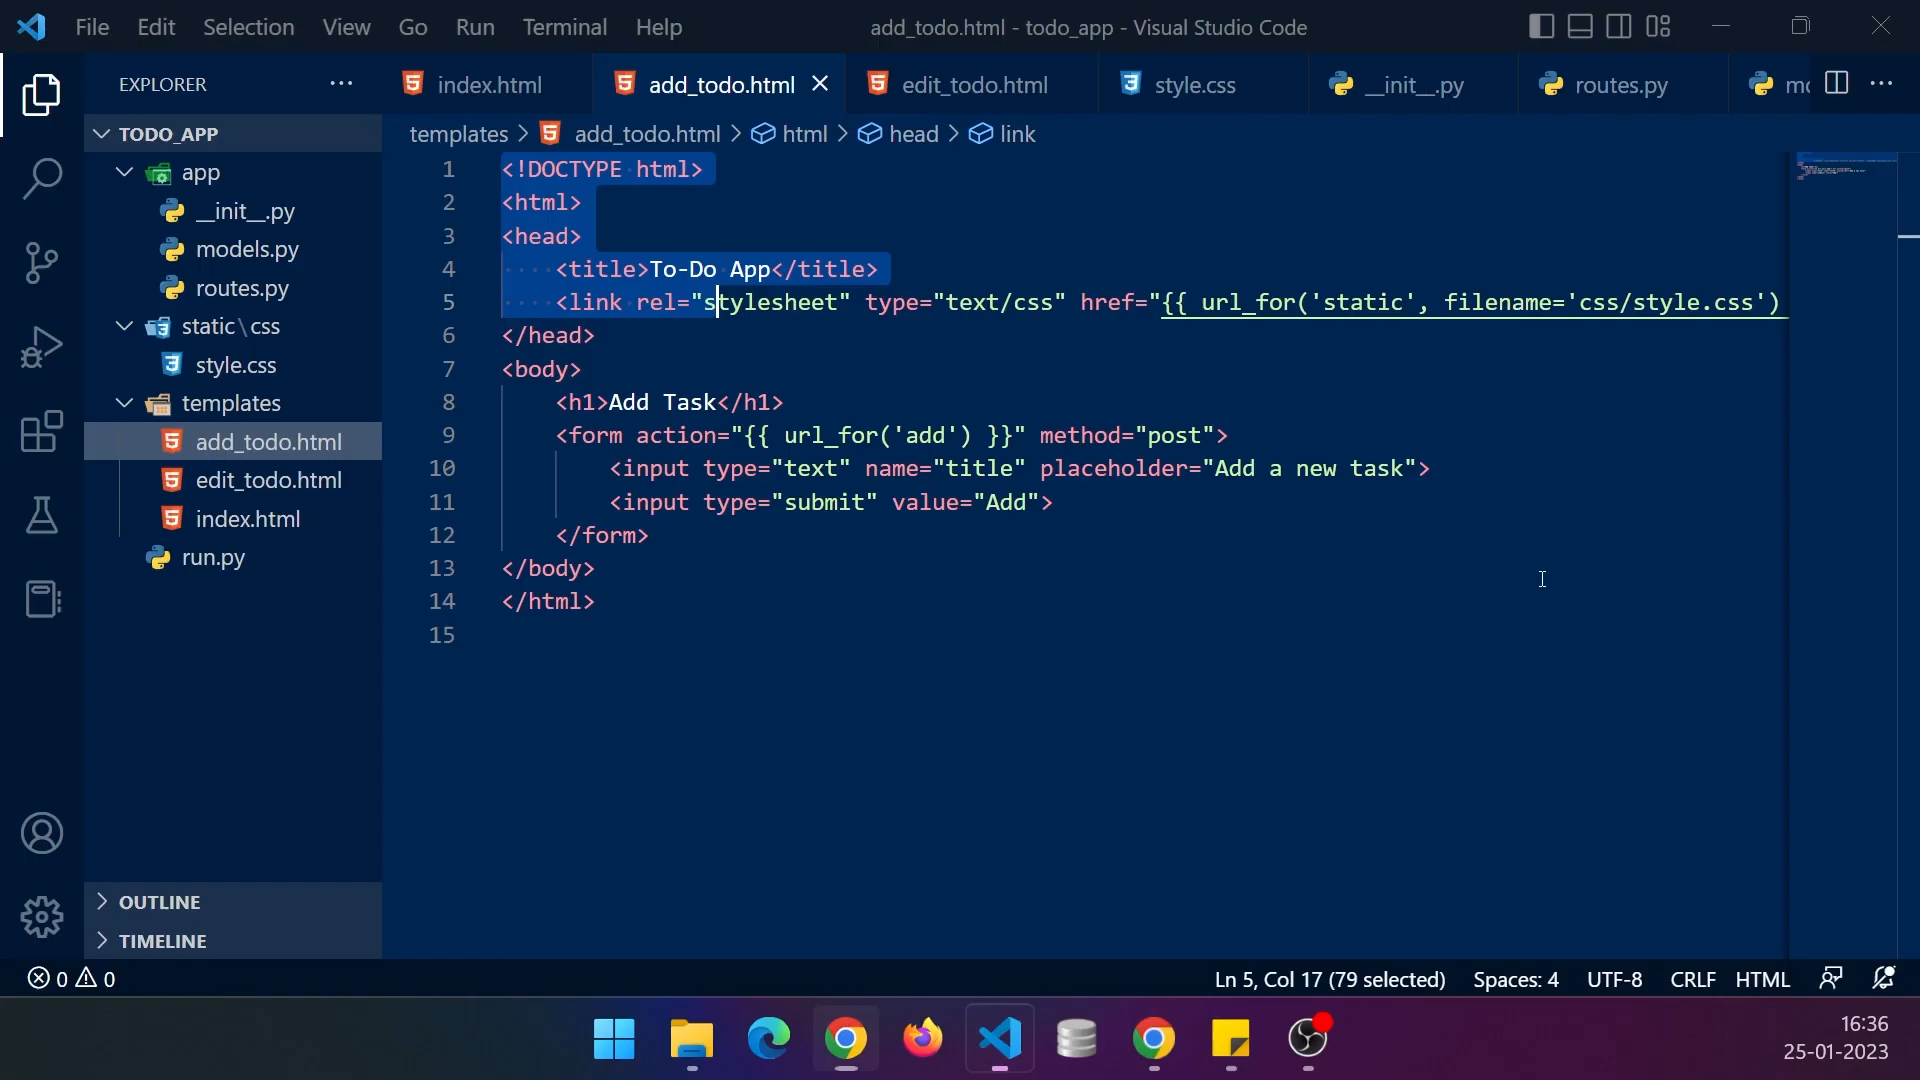 File Edit Selection View Go Run Terminal Help
add_todo.html - todo_app - Visual Studio Code
EXPLORER
index.html add_todo.html edit_todo.html style.css __init__.py routes.py
TODO_APP
app
__init__.py
models.py
routes.py
static\css
style.css
templates
add_todo.html
edit_todo.html
index.html
run.py
OUTLINE
TIMELINE
templates > add_todo.html > html > head > link
1 <!DOCTYPE html>
2 <html>
3 <head>
4     <title>To-Do App</title>
5     <link rel="stylesheet" type="text/css" href="{{ url_for('static', filename='css/style.css')
6 </head>
7 <body>
8     <h1>Add Task</h1>
9     <form action="{{ url_for('add') }}" method="post">
10         <input type="text" name="title" placeholder="Add a new task">
11         <input type="submit" value="Add">
12     </form>
13 </body>
14 </html>
15
0 0
Ln 5, Col 17 (79 selected) Spaces: 4 UTF-8 CRLF HTML
16:36
25-01-2023